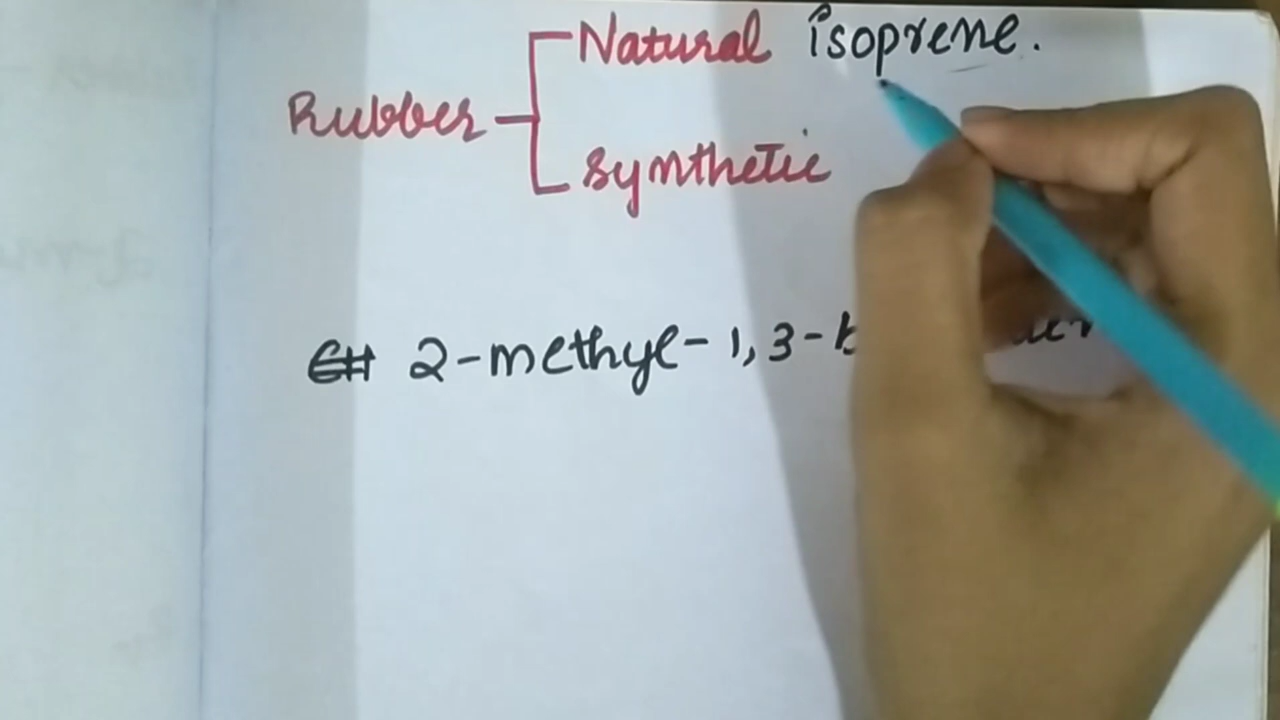 Natural isoprene.
Rubber
Synthetic
2-methyl-1,3-